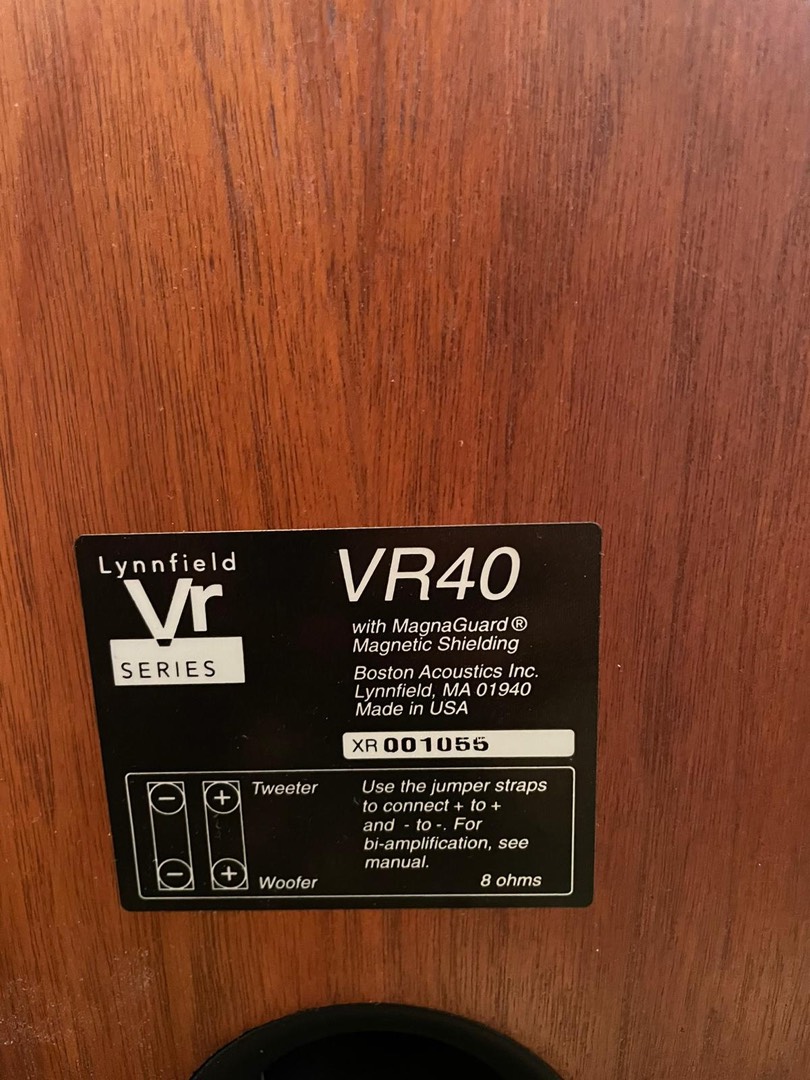 Lynnfield
Vr
SERIES
VR40
with MagnaGuard®
Magnetic Shielding
Boston Acoustics Inc.
Lynnfield, MA 01940
Made in USA
XR 001055
− + Tweeter
− + Woofer
Use the jumper straps
to connect + to +
and - to -. For
bi-amplification, see
manual.
8 ohms